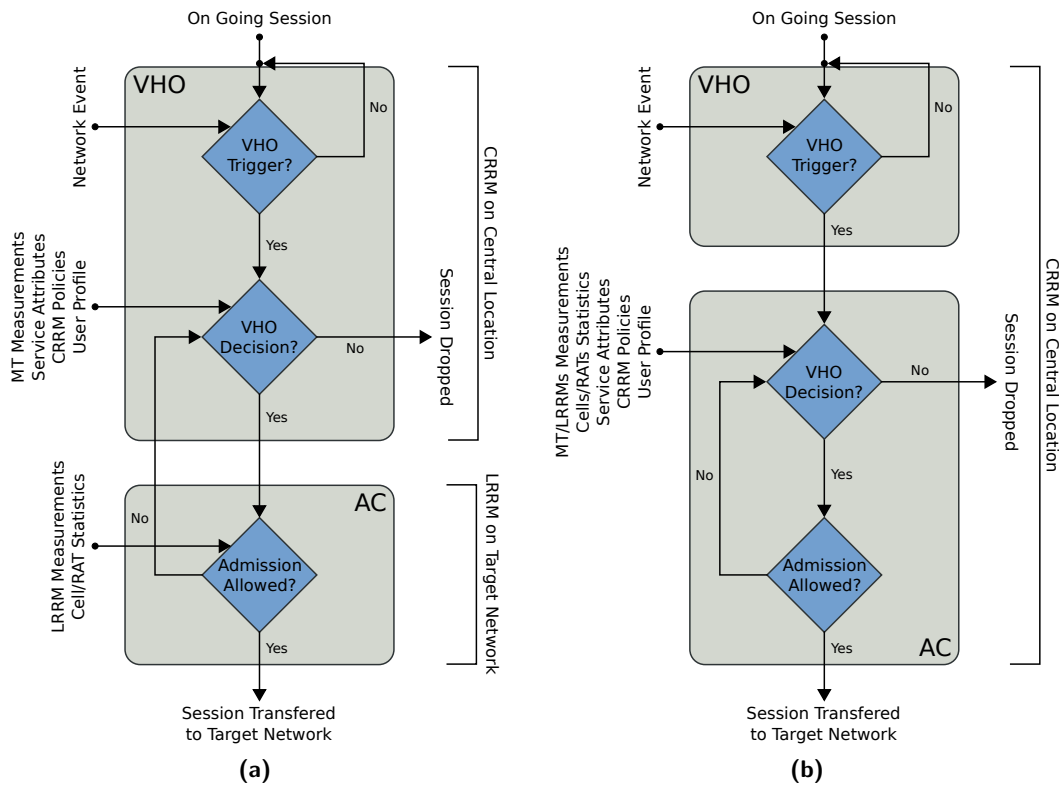 On Going Session
VHO
No
Network Event
VHO
Trigger?
Yes
MT Measurements
Service Attributes
CRRM Policies
User Profile
VHO
Decision?
No
Session Dropped
Yes
CRRM on Central Location
AC
No
LRRM Measurements
Cell/RAT Statistics
Admission
Allowed?
Yes
LRRM on Target Network
Session Transfered
to Target Network
(a)
On Going Session
VHO
No
Network Event
VHO
Trigger?
Yes
MT/LRRMs Measurements
Cells/RATs Statistics
Service Attributes
CRRM Policies
User Profile
VHO
Decision?
No
Session Dropped
Yes
No
Admission
Allowed?
Yes
AC
CRRM on Central Location
Session Transfered
to Target Network
(b)